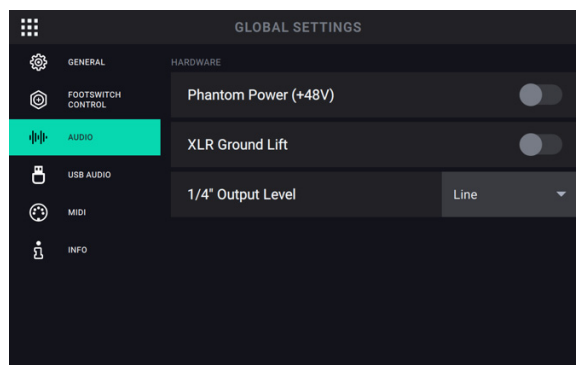 GLOBAL SETTINGS
GENERAL
FOOTSWITCH
CONTROL
AUDIO
USB AUDIO
MIDI
INFO
HARDWARE
Phantom Power (+48V)
XLR Ground Lift
1/4" Output Level
Line